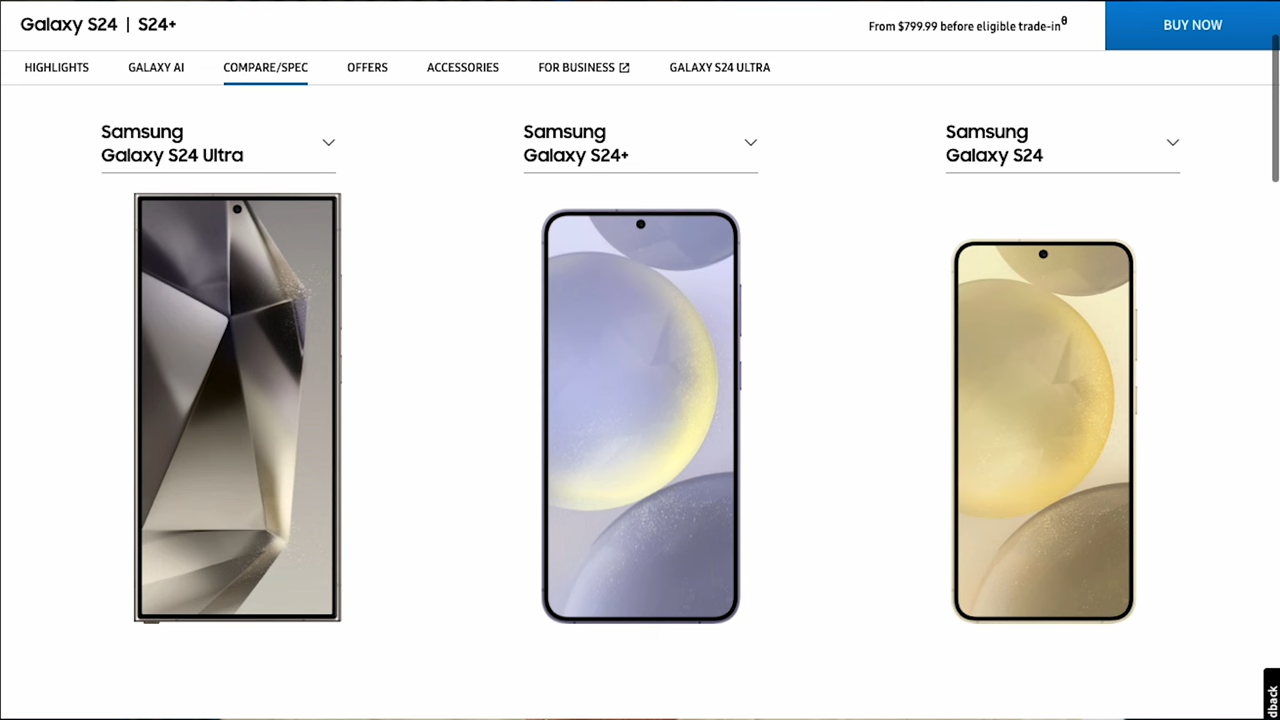 Galaxy S24 | S24+
From $799.99 before eligible trade-inθ
BUY NOW
HIGHLIGHTS
GALAXY AI
COMPARE/SPEC
OFFERS
ACCESSORIES
FOR BUSINESS
GALAXY S24 ULTRA
Samsung
Galaxy S24 Ultra
Samsung
Galaxy S24+
Samsung
Galaxy S24
dback